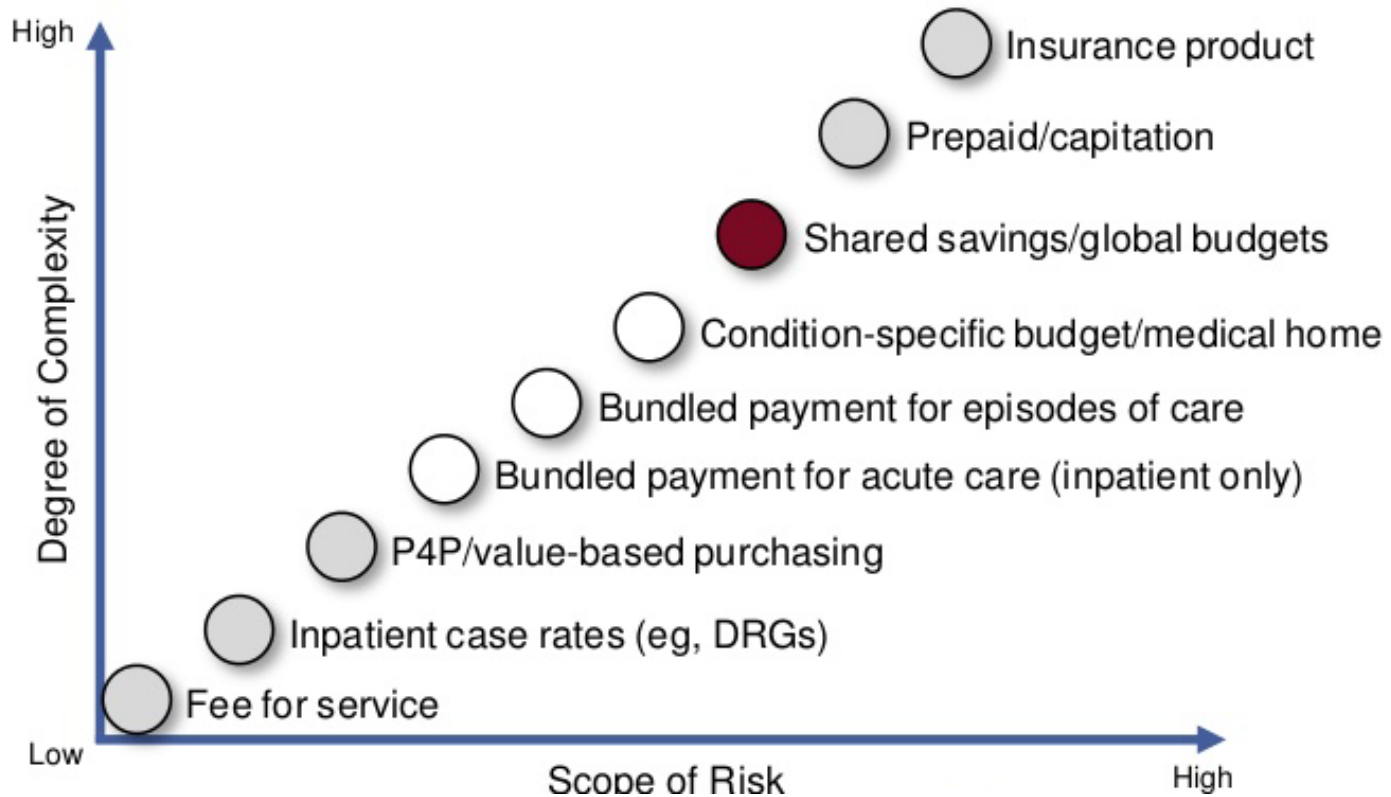 High
Insurance product
Prepaid/capitation
Shared savings/global budgets
Condition-specific budget/medical home
Bundled payment for episodes of care
Bundled payment for acute care (inpatient only)
P4P/value-based purchasing
Inpatient case rates (eg, DRGs)
Fee for service
Degree of Complexity
Low
Scope of Risk
High